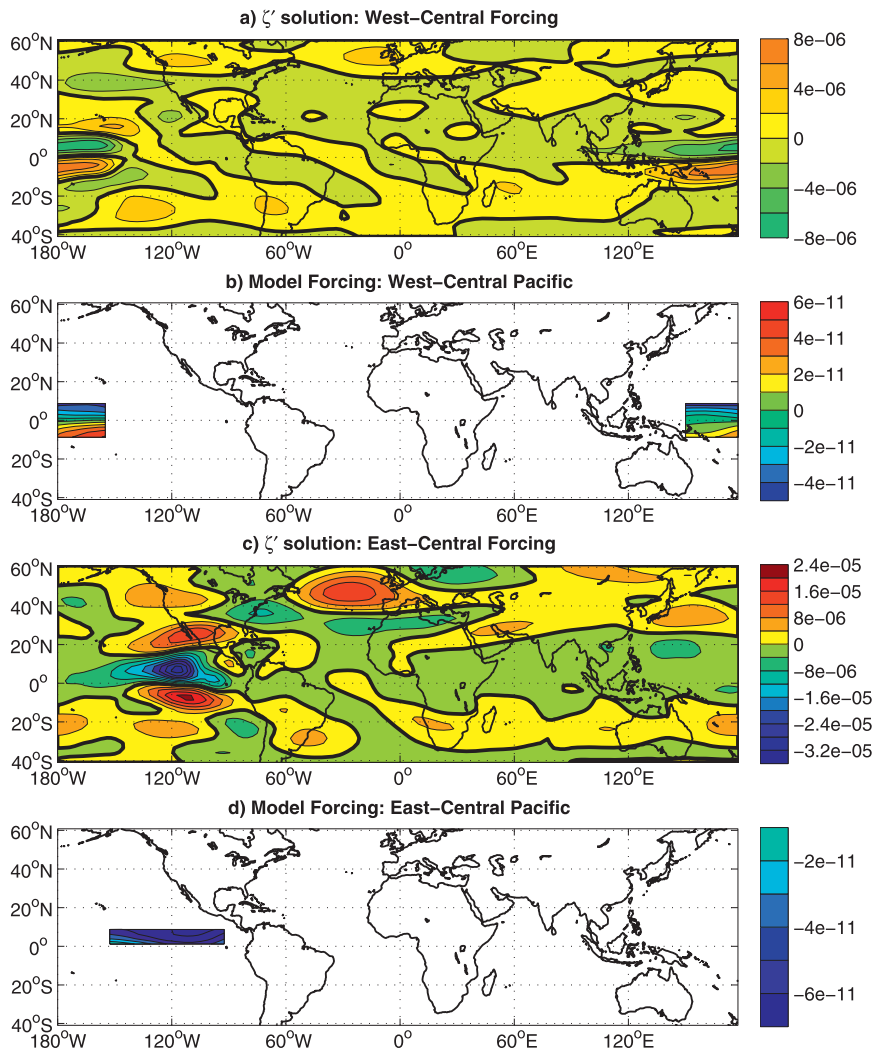 a) ζ′ solution: West−Central Forcing
60°N
40°N
20°N
0°
20°S
40°S
180°W 120°W 60°W 0° 60°E 120°E
8e−06
4e−06
0
−4e−06
−8e−06
b) Model Forcing: West−Central Pacific
60°N
40°N
20°N
0°
20°S
40°S
180°W 120°W 60°W 0° 60°E 120°E
6e−11
4e−11
2e−11
0
−2e−11
−4e−11
c) ζ′ solution: East−Central Forcing
60°N
40°N
20°N
0°
20°S
40°S
180°W 120°W 60°W 0° 60°E 120°E
2.4e−05
1.6e−05
8e−06
0
−8e−06
−1.6e−05
−2.4e−05
−3.2e−05
d) Model Forcing: East−Central Pacific
60°N
40°N
20°N
0°
20°S
40°S
180°W 120°W 60°W 0° 60°E 120°E
−2e−11
−4e−11
−6e−11